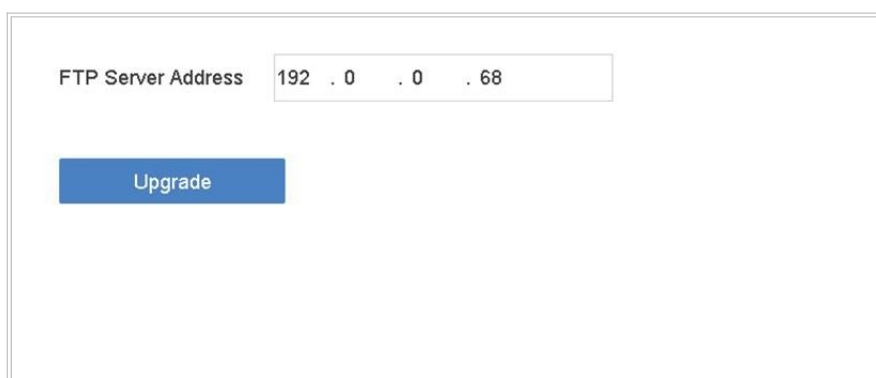 FTP Server Address 192 . 0 . 0 . 68
Upgrade